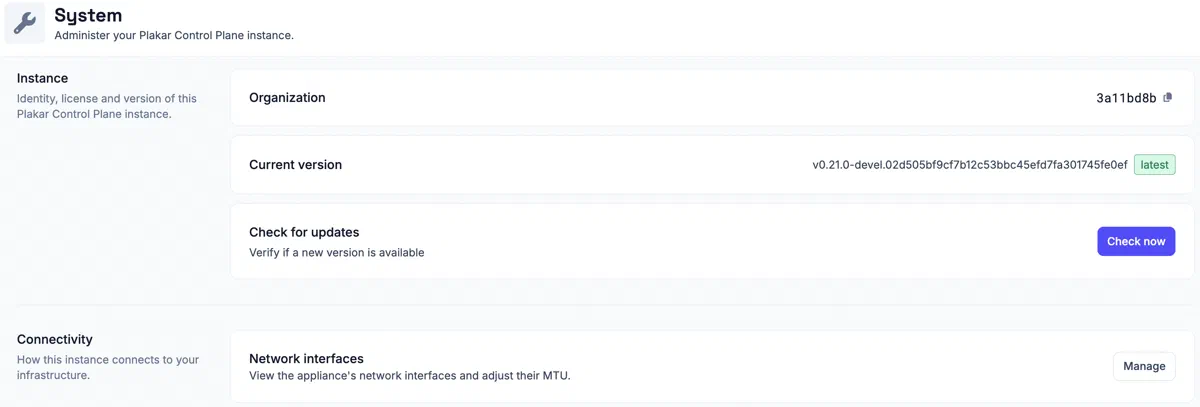 System
Administer your Plakar Control Plane instance.
Instance
Identity, license and version of this
Plakar Control Plane instance.
Organization
3a11bd8b
Current version
v0.21.0-devel.02d505bf9cf7b12c53bbc45efd7fa301745fe0ef
latest
Check for updates
Verify if a new version is available
Check now
Connectivity
How this instance connects to your
infrastructure.
Network interfaces
View the appliance's network interfaces and adjust their MTU.
Manage